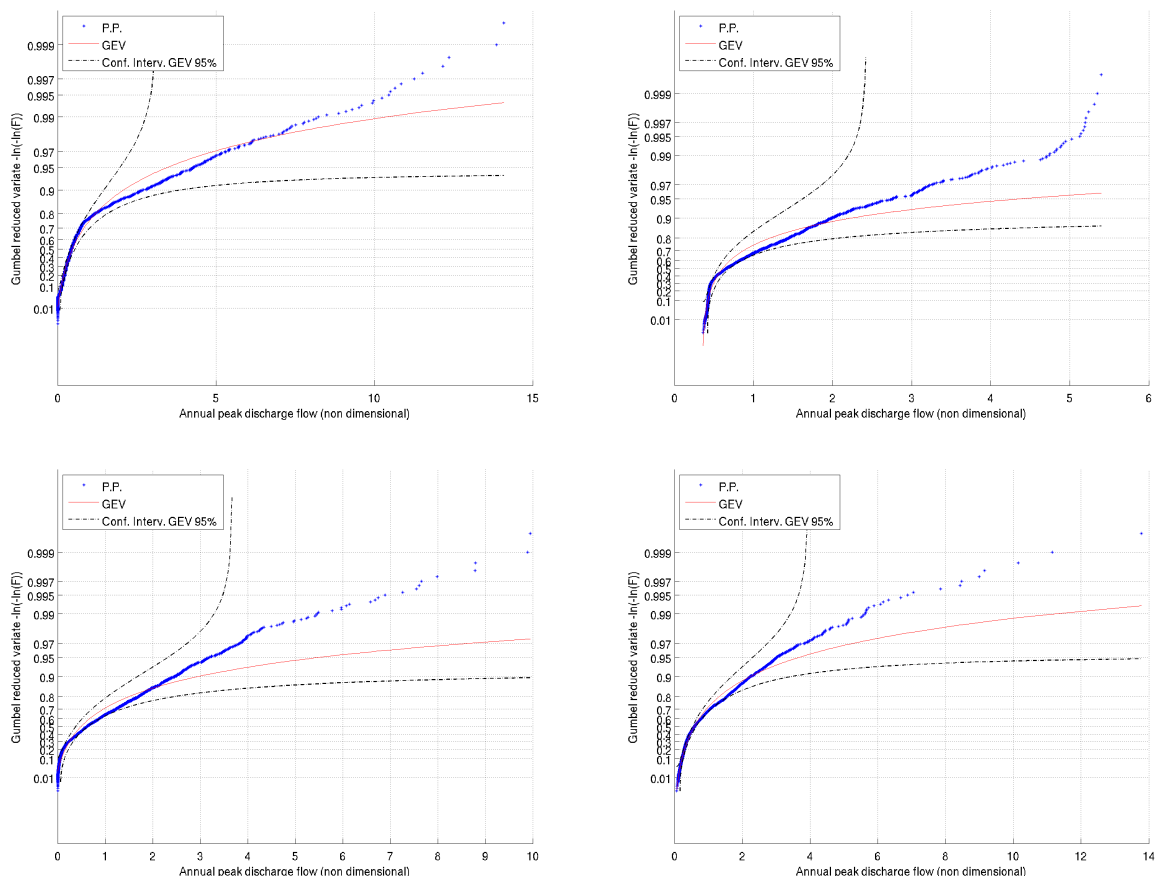 P.P.
GEV
Conf. Interv. GEV 95%
Gumbel reduced variate -ln(-ln(F))
0.999
0.997
0.995
0.99
0.97
0.95
0.9
0.8
0.7
0.6
0.5
0.4
0.3
0.2
0.1
0.01
0 5 10 15
Annual peak discharge flow (non dimensional)
P.P.
GEV
Conf. Interv. GEV 95%
Gumbel reduced variate -ln(-ln(F))
0.999
0.997
0.995
0.99
0.97
0.95
0.9
0.8
0.7
0.6
0.5
0.4
0.3
0.2
0.1
0.01
0 1 2 3 4 5 6
Annual peak discharge flow (non dimensional)
P.P.
GEV
Conf. Interv. GEV 95%
Gumbel reduced variate -ln(-ln(F))
0.999
0.997
0.995
0.99
0.97
0.95
0.9
0.8
0.7
0.6
0.5
0.4
0.3
0.2
0.1
0.01
0 1 2 3 4 5 6 7 8 9 10
Annual peak discharge flow (non dimensional)
P.P.
GEV
Conf. Interv. GEV 95%
Gumbel reduced variate -ln(-ln(F))
0.999
0.997
0.995
0.99
0.97
0.95
0.9
0.8
0.7
0.6
0.5
0.4
0.3
0.2
0.1
0.01
0 2 4 6 8 10 12 14
Annual peak discharge flow (non dimensional)